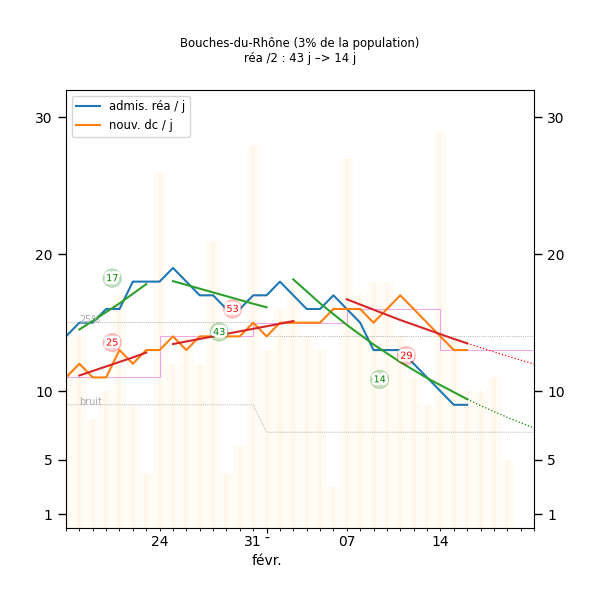 Bouches-du-Rhône (3% de la population)
réa /2 : 43 j –> 14 j
admis. réa / j
nouv. dc / j
30 30
20 20
17
53
25%
43
25
29
14
10 10
bruit
5 5
1 1
24 31 07 14
févr.